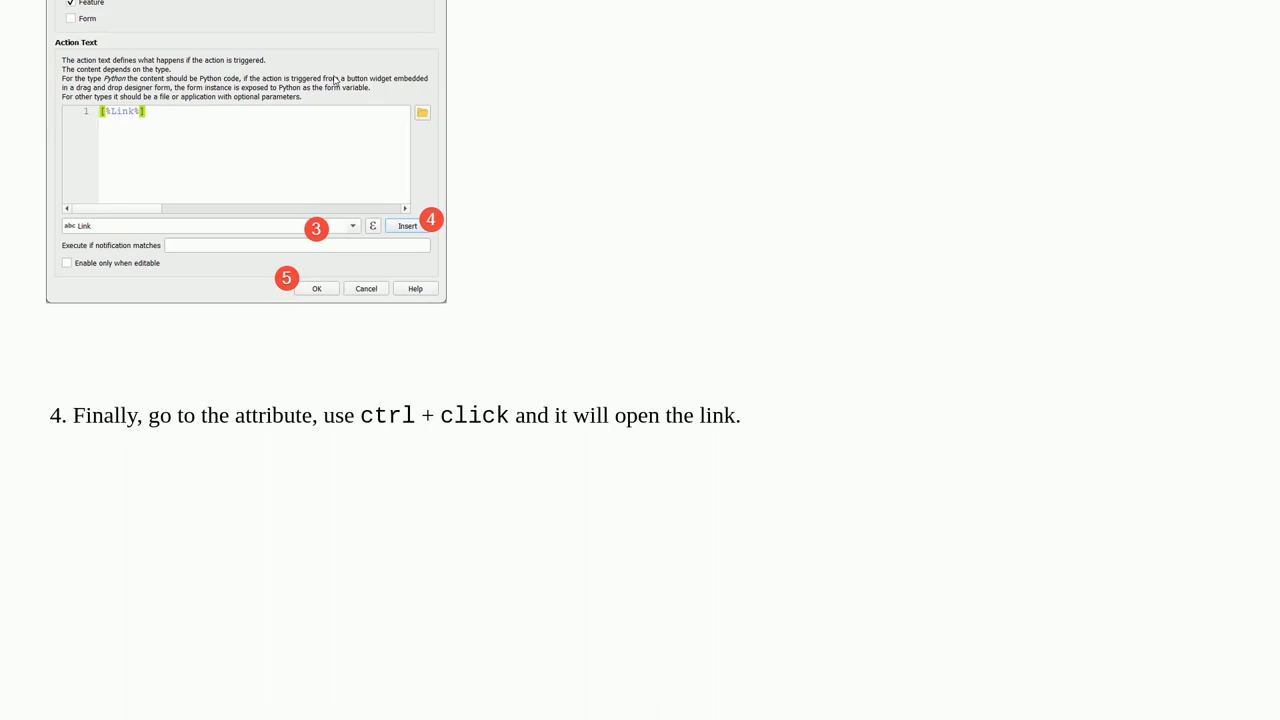 Feature
Form
Action Text
The action text defines what happens if the action is triggered.
The content depends on the type.
For the type Python the content should be Python code, if the action is triggered from a button widget embedded
in a drag and drop designer form, the form instance is exposed to Python as the form variable.
For other types it should be a file or application with optional parameters.
1 [%Link%]
abc Link 3 ε Insert 4
Execute if notification matches
Enable only when editable
5
OK Cancel Help
4. Finally, go to the attribute, use ctrl + click and it will open the link.